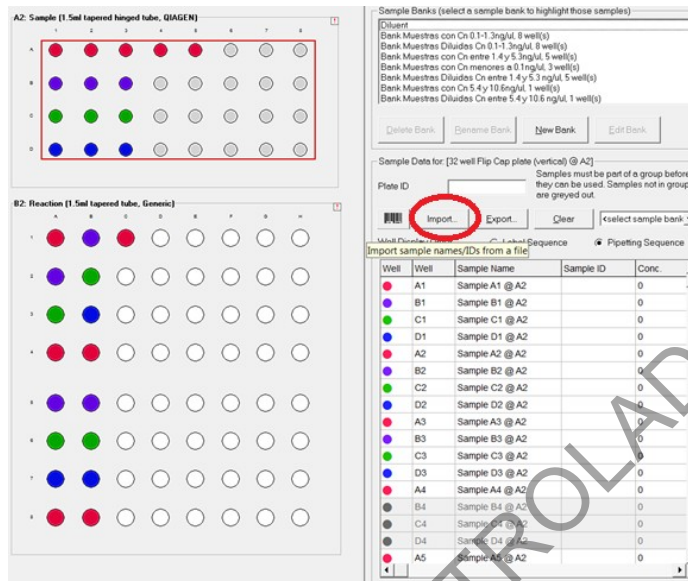 A2: Sample (1.5ml tapered hinged tube, QIAGEN)
?
1 2 3 4 5 6 7 8
A
B
C
D
B2: Reaction (1.5ml tapered tube, Generic)
?
A B C D E F G H
1
2
3
4
5
6
7
8
Sample Banks (select a sample bank to highlight those samples)
Diluent
Bank Muestras con Cn 0.1-1.3ng/ul, 8 well(s)
Bank Muestras Diluidas Cn 0.1-1.3ng/ul, 8 well(s)
Bank Muestras con Cn entre 1.4 y 5.3ng/ul, 5 well(s)
Bank Muestras con Cn menores a 0.1ng/ul, 3 well(s)
Bank Muestras Diluidas Cn entre 1.4 y 5.3 ng/ul, 5 well(s)
Bank Muestras Cn 5.4 y 10.6ng/ul, 1 well(s)
Bank Muestras Diluidas Cn entre 5.4 y 10.6 ng/ul, 1 well(s)
Delete Bank Rename Bank New Bank Edit Bank
Sample Data for: [32 well Flip Cap plate (vertical) @ A2]
Plate ID
Samples must be part of a group before
they can be used. Samples not in group
are greyed out.
Import... Export... Clear <select sample bank
Label Sequence Pipetting Sequence
Import sample names/IDs from a file
Well Well Sample Name Sample ID Conc.
A1 Sample A1 @ A2 0
B1 Sample B1 @ A2 0
C1 Sample C1 @ A2 0
D1 Sample D1 @ A2 0
A2 Sample A2 @ A2 0
B2 Sample B2 @ A2 0
C2 Sample C2 @ A2 0
D2 Sample D2 @ A2 0
A3 Sample A3 @ A2 0
B3 Sample B3 @ A2 0
C3 Sample C3 @ A2 0
D3 Sample D3 @ A2 0
A4 Sample A4 @ A2 0
B4 Sample B4 @ A2 0
C4 Sample C4 @ A2 0
D4 Sample D4 @ A2 0
A5 Sample A5 @ A2 0
TROLAD